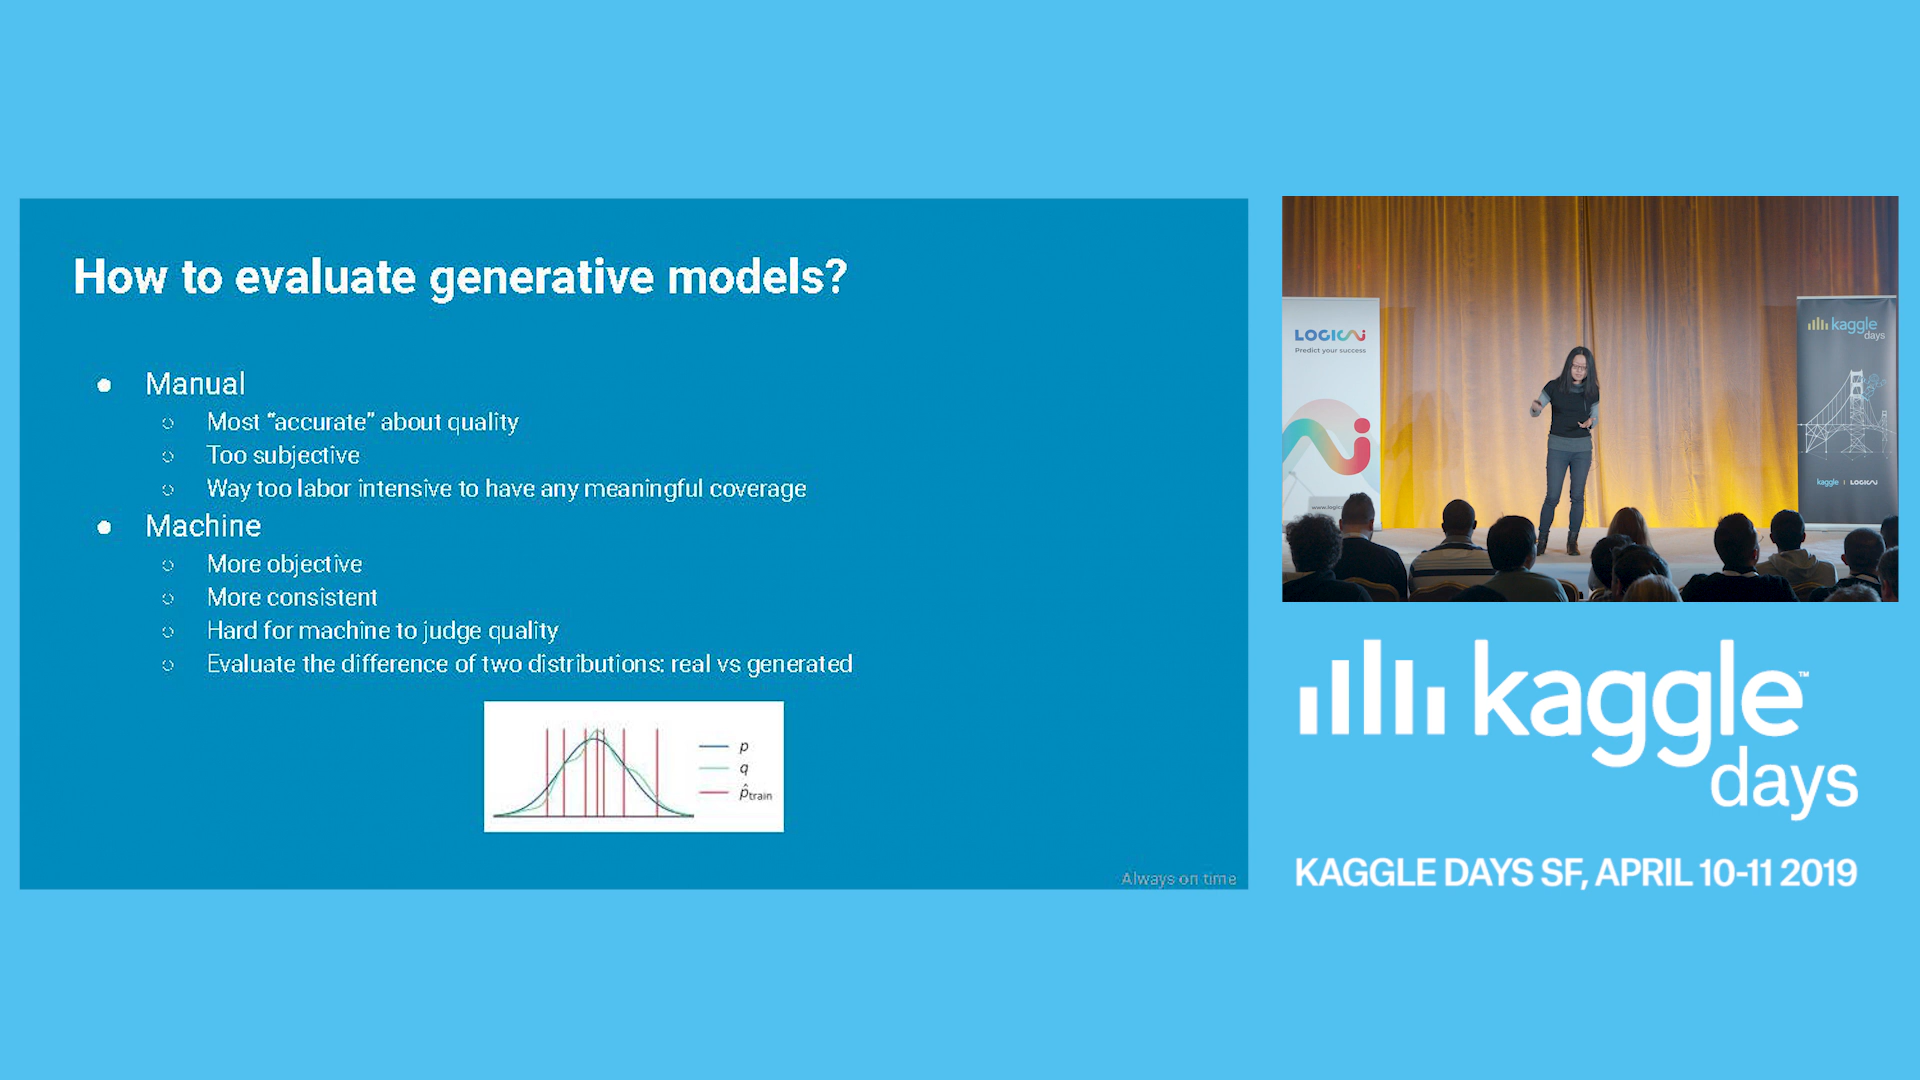 How to evaluate generative models?
Manual
Most “accurate” about quality
Too subjective
Way too labor intensive to have any meaningful coverage
Machine
More objective
More consistent
Hard for machine to judge quality
Evaluate the difference of two distributions: real vs generated
p
q
p̂train
Always on time
LOGICAI
Predict your success
kaggle
days
kaggle | LOGICAI
kaggle™
days
KAGGLE DAYS SF, APRIL 10-11 2019